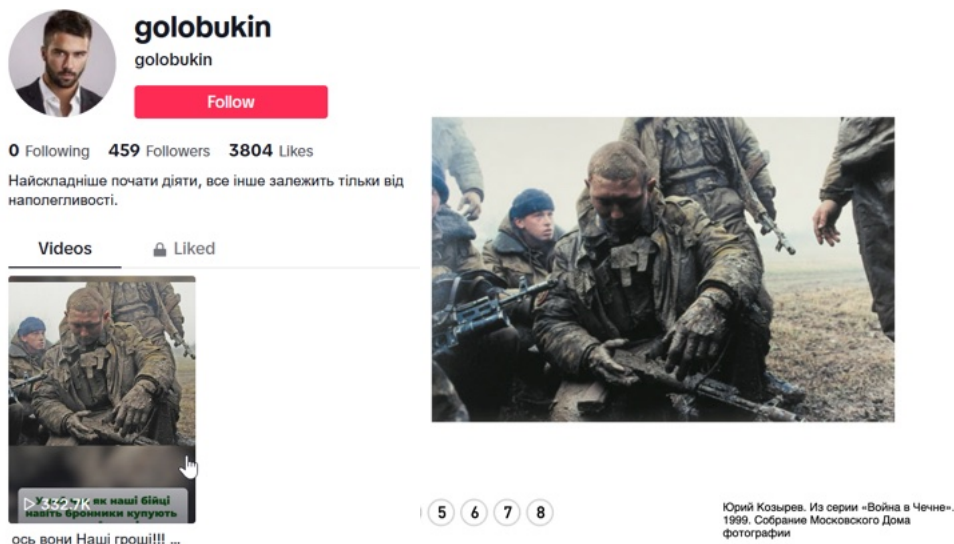 golobukin
golobukin
Follow
0 Following 459 Followers 3804 Likes
Найскладніше почати діяти, все інше залежить тільки від
наполегливості.
Videos Liked
332.7K
як наші бійці
навіть бронники купують
ось вони Наші гроші!!! ...
5 6 7 8
Юрий Козырев. Из серии «Война в Чечне».
1999. Собрание Московского Дома
фотографии